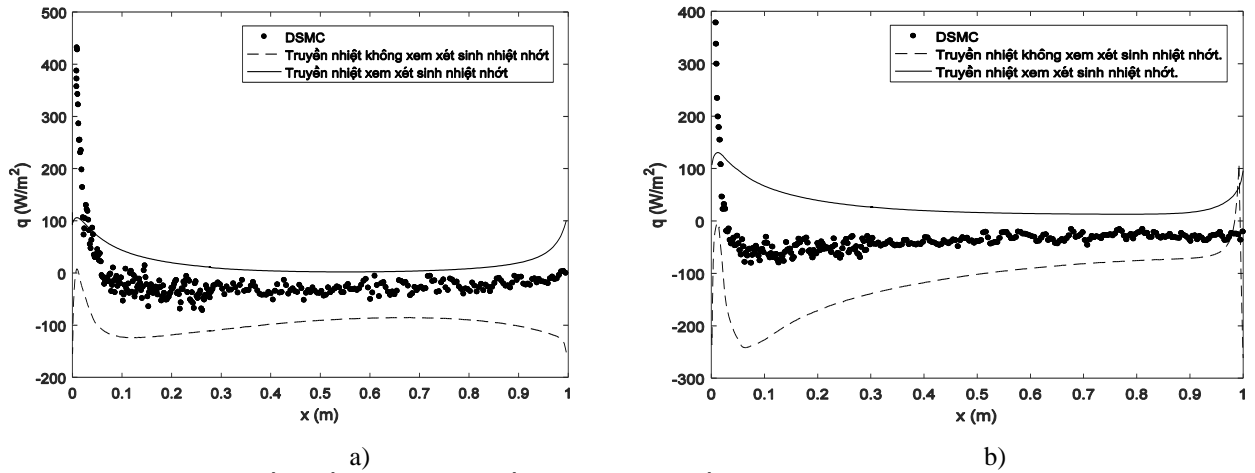 500
400
300
200
100
0
-100
-200
q (W/m²)
DSMC
Truyền nhiệt không xem xét sinh nhiệt nhớt
Truyền nhiệt xem xét sinh nhiệt nhớt
0 0.1 0.2 0.3 0.4 0.5 0.6 0.7 0.8 0.9 1
x (m)
a)
400
300
200
100
0
-100
-200
-300
q (W/m²)
DSMC
Truyền nhiệt không xem xét sinh nhiệt nhớt.
Truyền nhiệt xem xét sinh nhiệt nhớt.
0 0.1 0.2 0.3 0.4 0.5 0.6 0.7 0.8 0.9 1
x (m)
b)